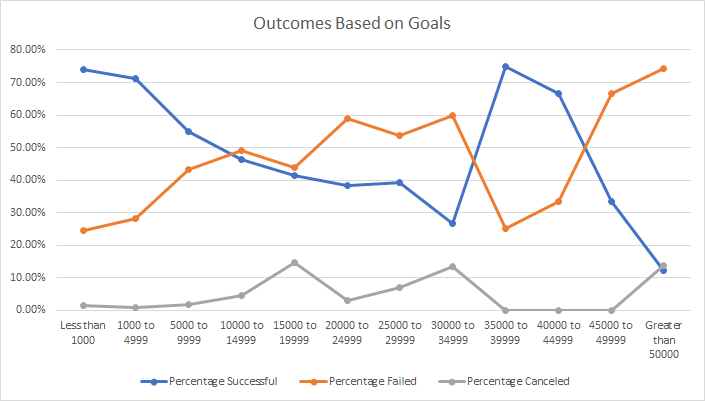 Outcomes Based on Goals
80.00%
70.00%
60.00%
50.00%
40.00%
30.00%
20.00%
10.00%
0.00%
Less than 1000 to 5000 to 10000 to 15000 to 20000 to 25000 to 30000 to 35000 to 40000 to 45000 to Greater
1000 4999 9999 14999 19999 24999 29999 34999 39999 44999 49999 than
50000
Percentage Successful Percentage Failed Percentage Canceled